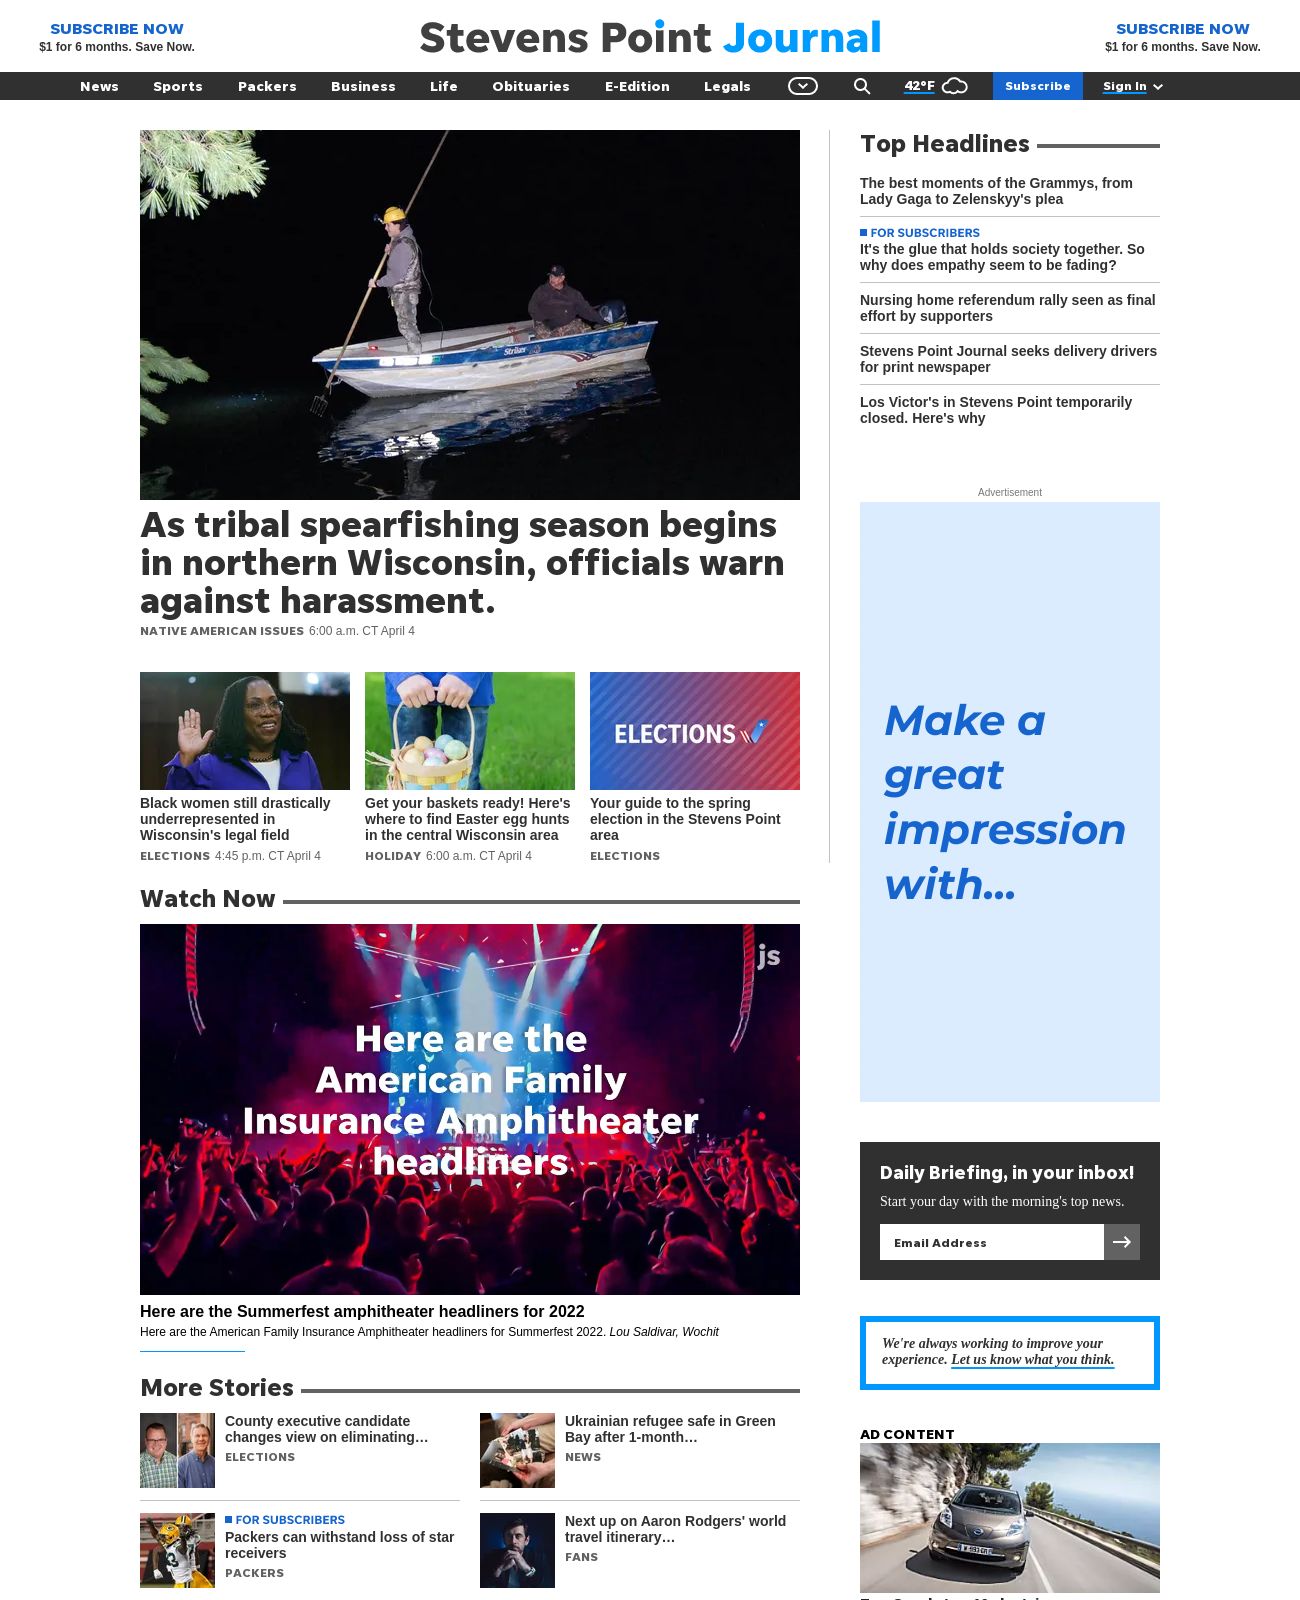 SUBSCRIBE NOW
$1 for 6 months. Save Now.
Stevens Point Journal
SUBSCRIBE NOW
$1 for 6 months. Save Now.
News Sports Packers Business Life Obituaries E-Edition Legals 42°F Subscribe Sign In
Striker
As tribal spearfishing season begins
in northern Wisconsin, officials warn
against harassment.
NATIVE AMERICAN ISSUES 6:00 a.m. CT April 4
Black women still drastically
underrepresented in
Wisconsin's legal field
ELECTIONS 4:45 p.m. CT April 4
Get your baskets ready! Here's
where to find Easter egg hunts
in the central Wisconsin area
HOLIDAY 6:00 a.m. CT April 4
ELECTIONS
Your guide to the spring
election in the Stevens Point
area
ELECTIONS
Watch Now
js
Here are the
American Family
Insurance Amphitheater
headliners
Here are the Summerfest amphitheater headliners for 2022
Here are the American Family Insurance Amphitheater headliners for Summerfest 2022. Lou Saldivar, Wochit
More Stories
County executive candidate
changes view on eliminating…
ELECTIONS
Ukrainian refugee safe in Green
Bay after 1-month…
NEWS
FOR SUBSCRIBERS
Packers can withstand loss of star
receivers
PACKERS
Next up on Aaron Rodgers' world
travel itinerary…
FANS
Top Headlines
The best moments of the Grammys, from
Lady Gaga to Zelenskyy's plea
FOR SUBSCRIBERS
It's the glue that holds society together. So
why does empathy seem to be fading?
Nursing home referendum rally seen as final
effort by supporters
Stevens Point Journal seeks delivery drivers
for print newspaper
Los Victor's in Stevens Point temporarily
closed. Here's why
Advertisement
Make a
great
impression
with...
Daily Briefing, in your inbox!
Start your day with the morning's top news.
Email Address
We're always working to improve your
experience. Let us know what you think.
AD CONTENT